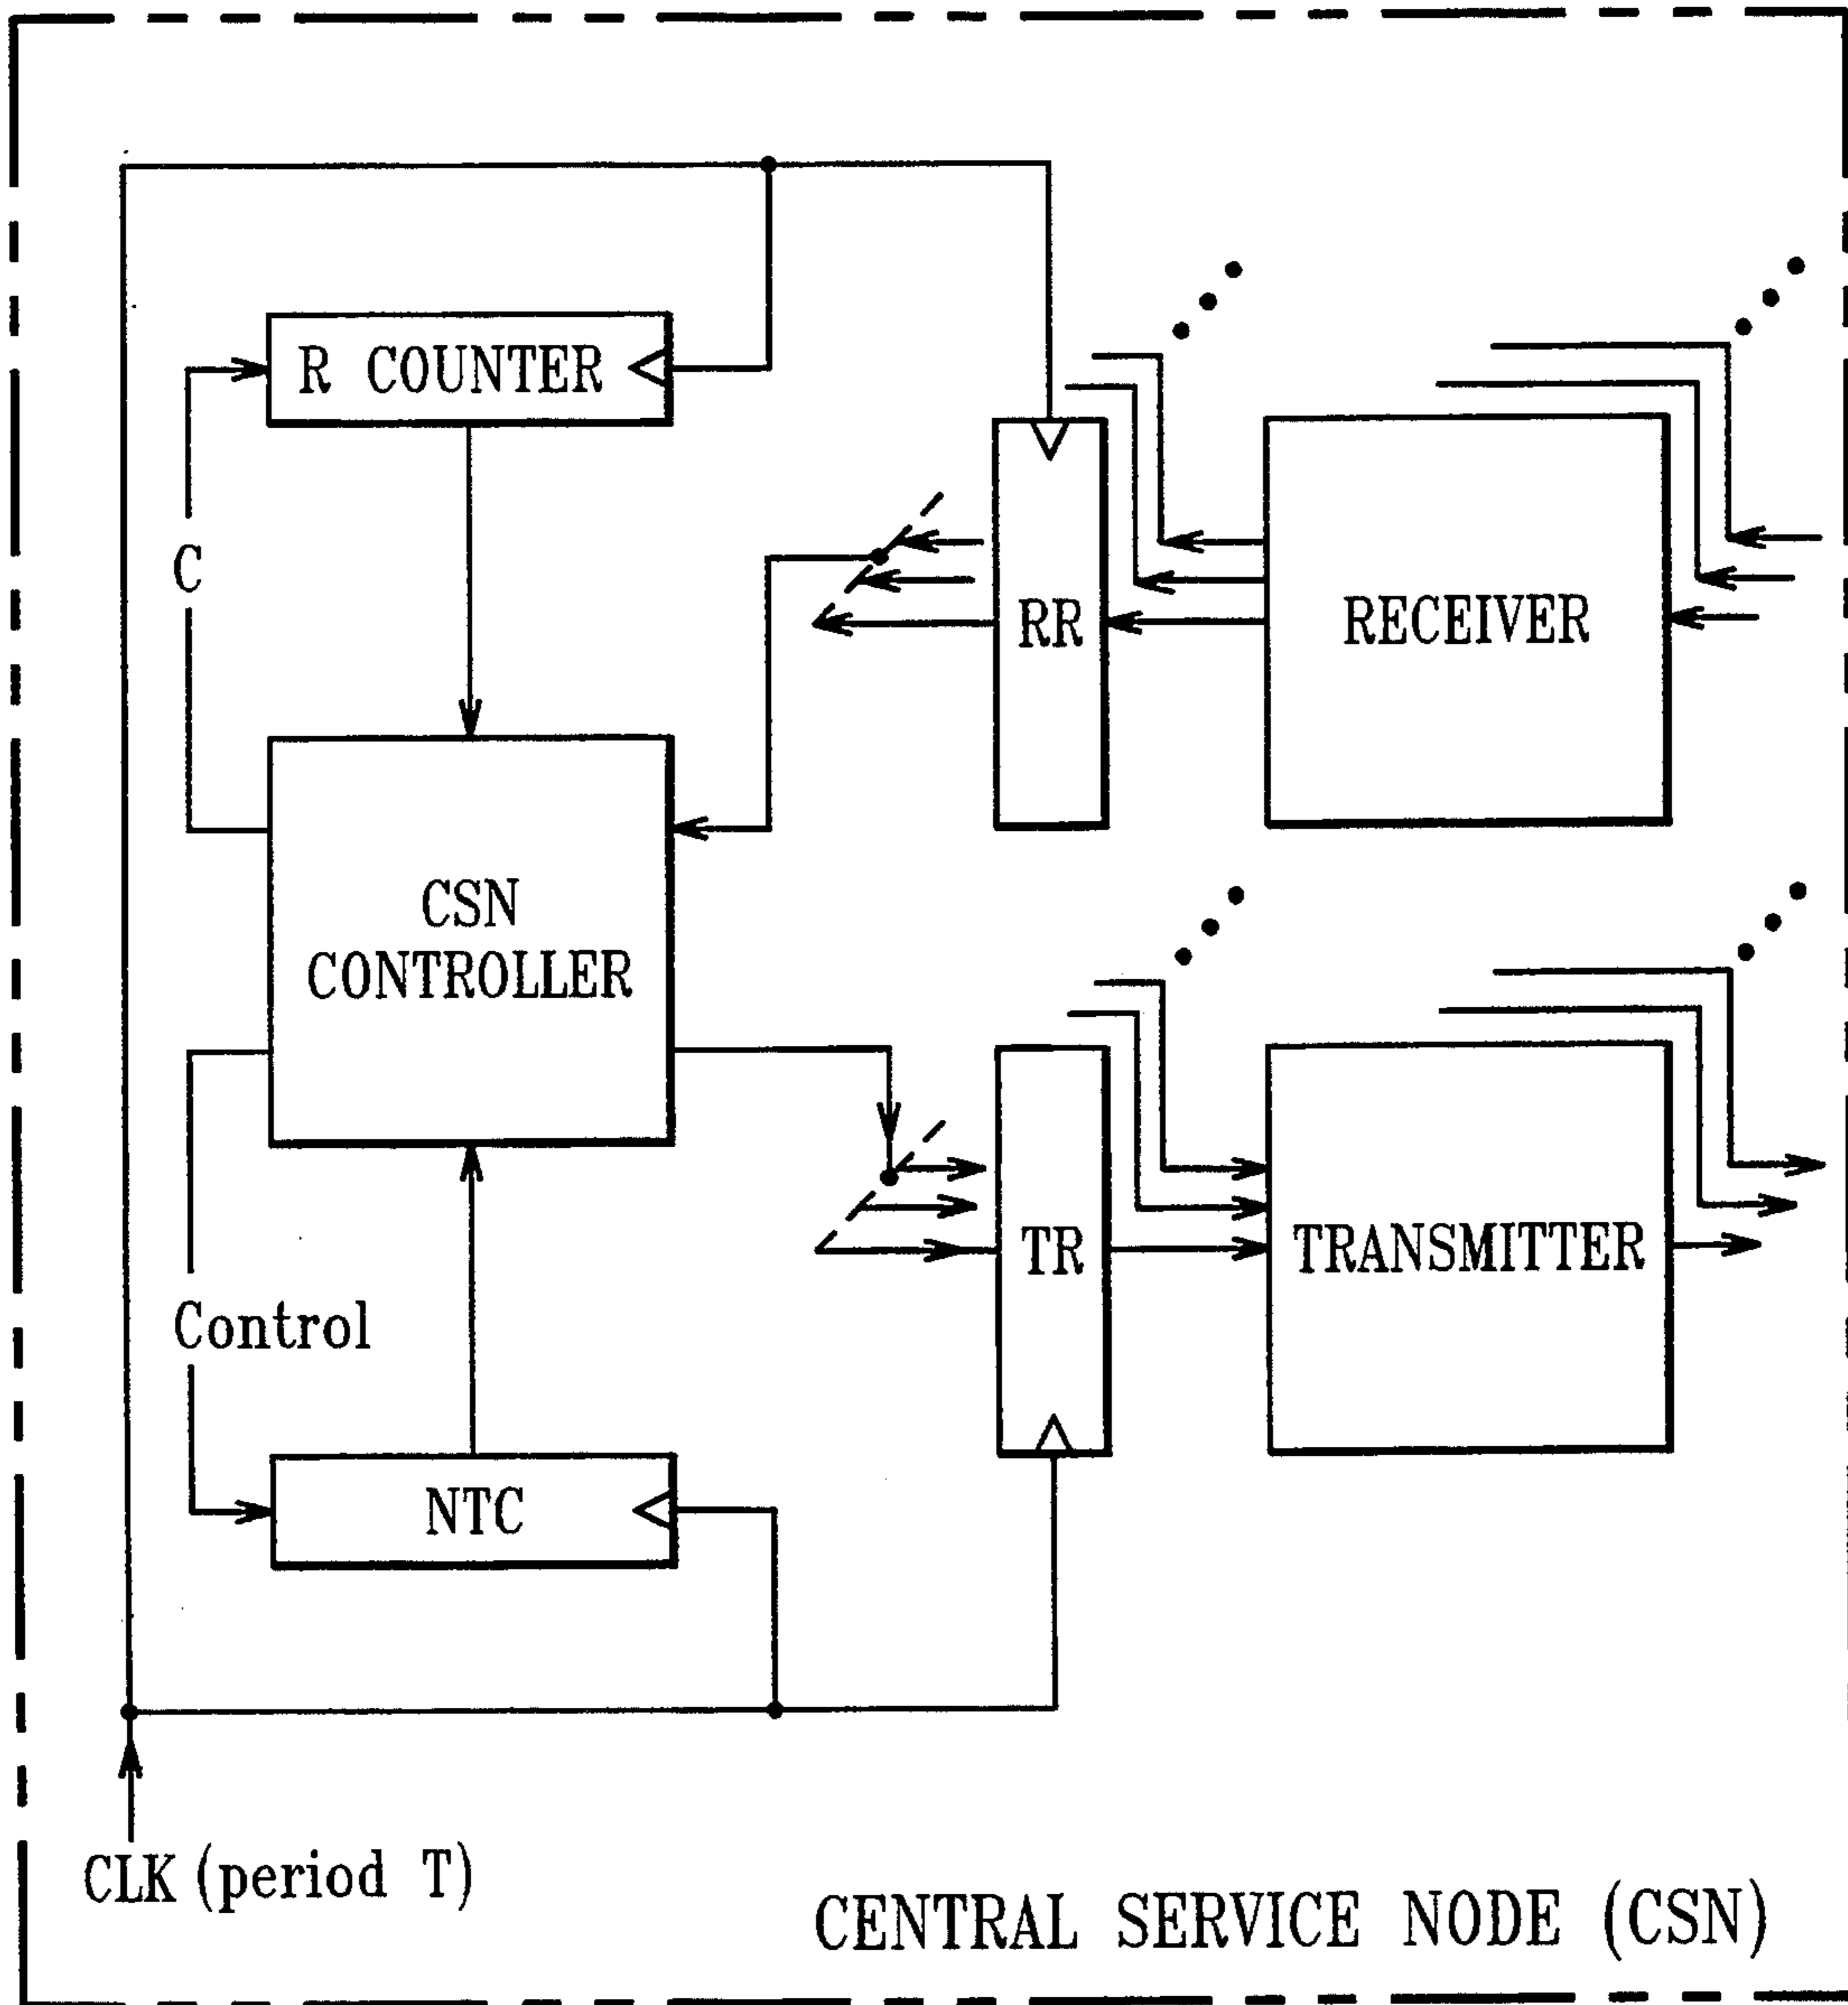 R COUNTER
C
RR
RECEIVER
CSN
CONTROLLER
TR
TRANSMITTER
Control
NTC
CLK (period T)
CENTRAL SERVICE NODE (CSN)